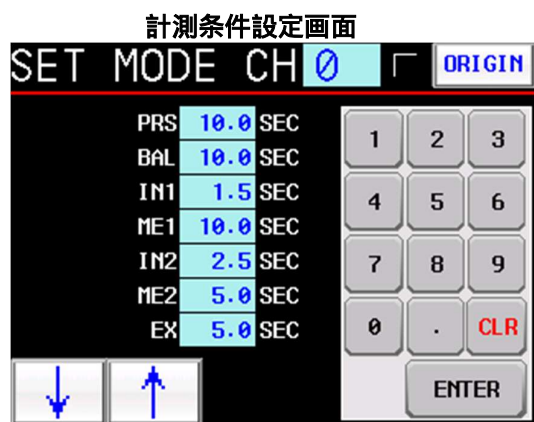 計測条件設定画面
SET MODE CH 0 ORIGIN
PRS 10.0 SEC
BAL 10.0 SEC
IN1 1.5 SEC
ME1 10.0 SEC
IN2 2.5 SEC
ME2 5.0 SEC
EX 5.0 SEC
1 2 3
4 5 6
7 8 9
0 . CLR
ENTER